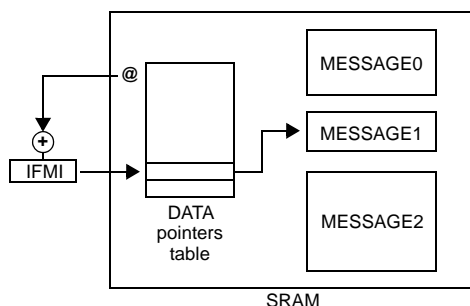 MESSAGE0
@
MESSAGE1
+
IFMI
DATA
pointers
table
MESSAGE2
SRAM